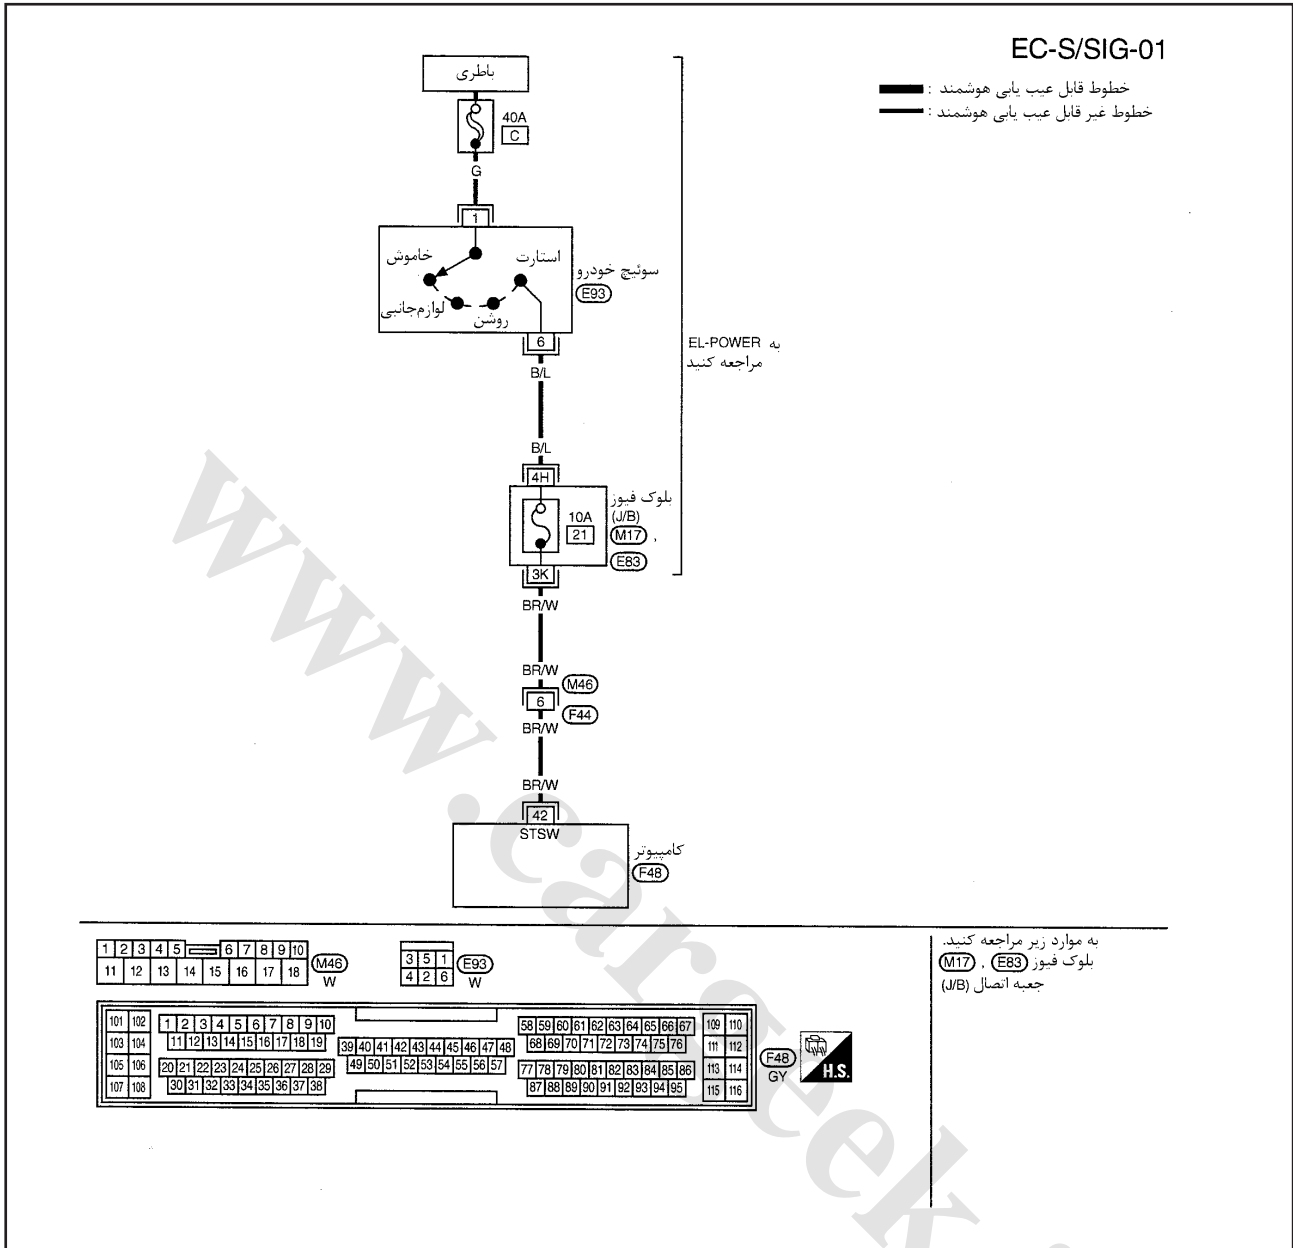 EC-S/SIG-01
خطوط قابل عیب یابی هوشمند :
خطوط غیر قابل عیب یابی هوشمند :
باطری
40A
C
G
1
خاموش
استارت
لوازم‌جانبی
روشن
سوئیچ خودرو
E93
6
B/L
به EL-POWER
مراجعه کنید
B/L
4H
10A
21
بلوک فیوز
(J/B)
M17 ,
E83
3K
BR/W
BR/W
M46
6
F44
BR/W
BR/W
42
STSW
کامپیوتر
F48
1 2 3 4 5 6 7 8 9 10
11 12 13 14 15 16 17 18
M46
W
3 5 1
4 2 6
E93
W
به موارد زیر مراجعه کنید.
بلوک فیوز M17 , E83
جعبه اتصال (J/B)
101 102
103 104
105 106
107 108
1 2 3 4 5 6 7 8 9 10
11 12 13 14 15 16 17 18 19
20 21 22 23 24 25 26 27 28 29
30 31 32 33 34 35 36 37 38
39 40 41 42 43 44 45 46 47 48
49 50 51 52 53 54 55 56 57
58 59 60 61 62 63 64 65 66 67
68 69 70 71 72 73 74 75 76
77 78 79 80 81 82 83 84 85 86
87 88 89 90 91 92 93 94 95
109 110
111 112
113 114
115 116
F48
GY
H.S.
www.cargeek.